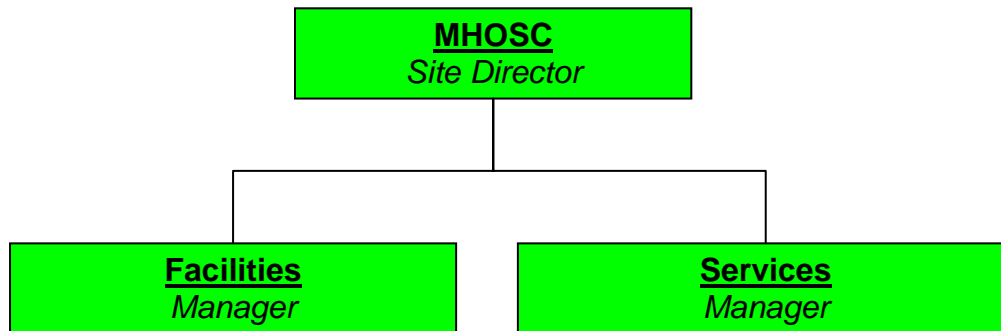 MHOSC
Site Director
Facilities
Manager
Services
Manager